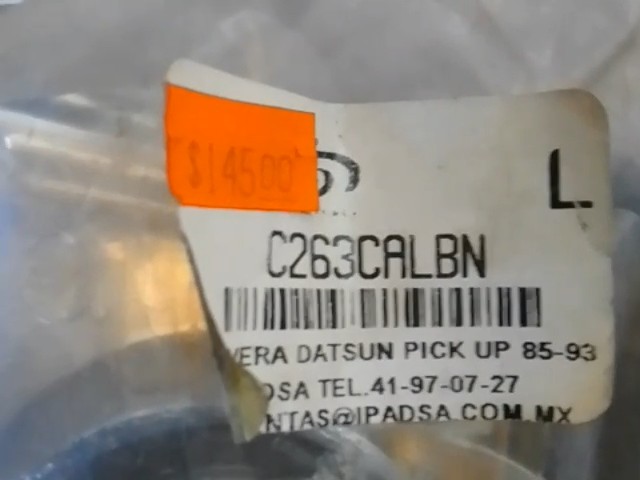 $145.00
L
C263CALBN
VERA DATSUN PICK UP 85-93
DSA TEL.41-97-07-27
NTAS@IPADSA.COM.MX